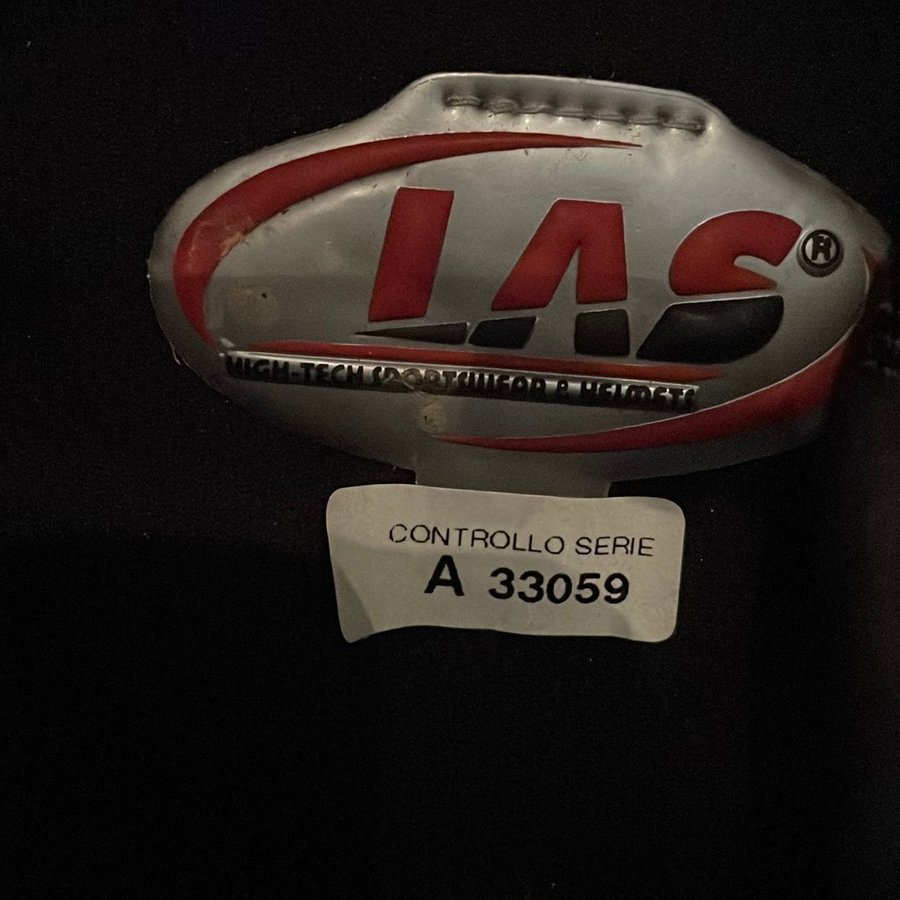 LAS®
HIGH-TECH SPORTSWEAR & HELMETS
CONTROLLO SERIE
A 33059